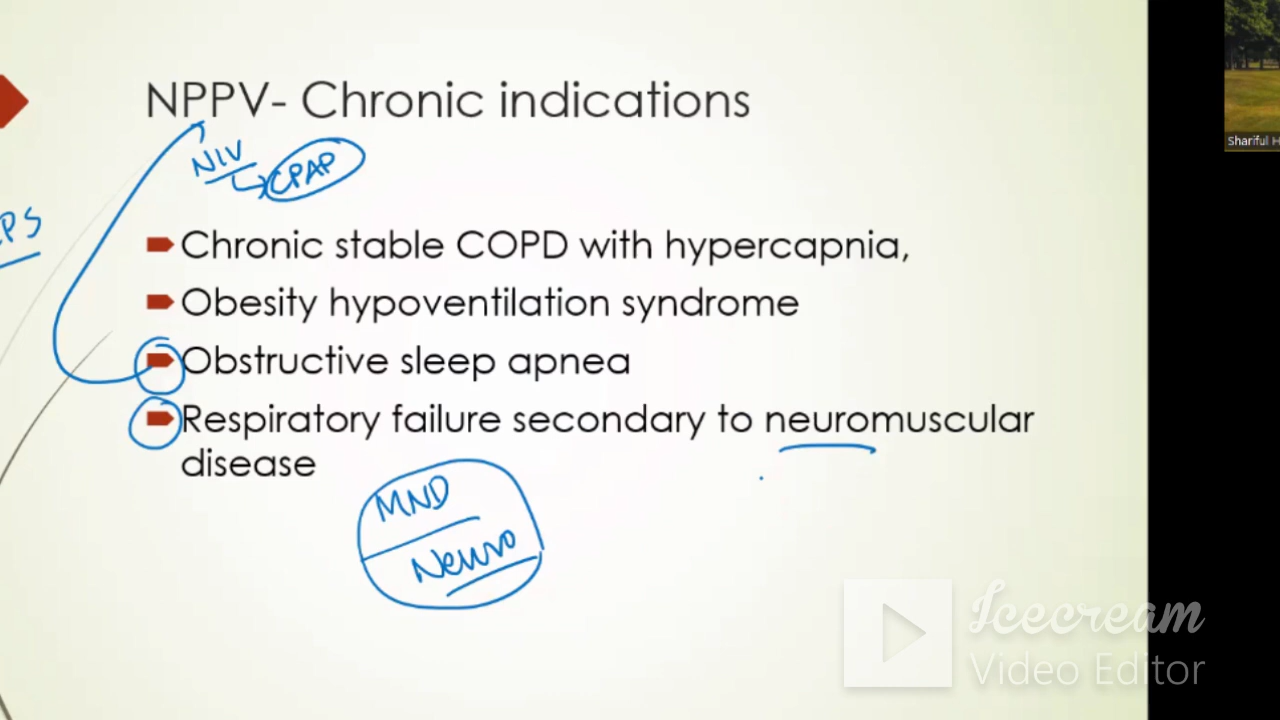 NPPV- Chronic indications
NIV
CPAP
Chronic stable COPD with hypercapnia,
Obesity hypoventilation syndrome
Obstructive sleep apnea
Respiratory failure secondary to neuromuscular
disease
MND
Neuro
Shariful H
Icecream
Video Editor